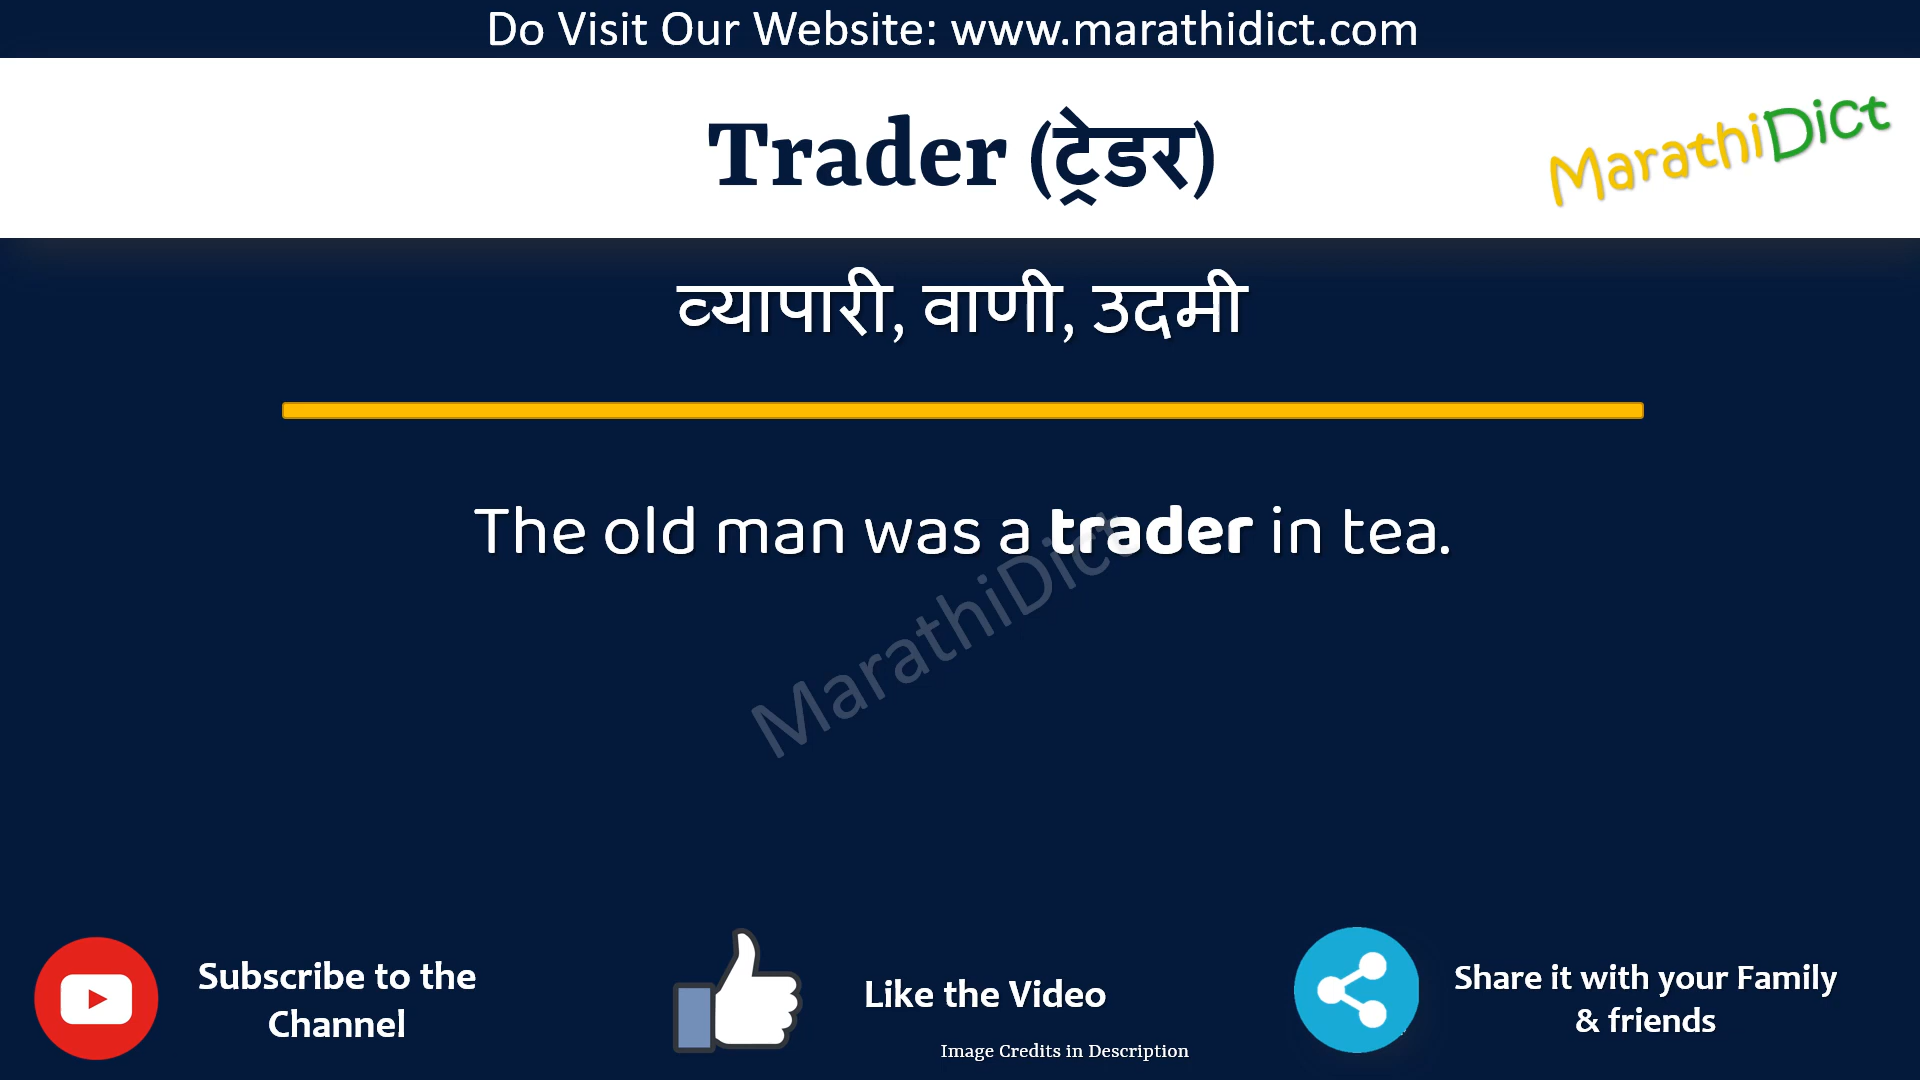 Do Visit Our Website: www.marathidict.com
Trader (ट्रेडर)
MarathiDict
व्यापारी, वाणी, उदमी
The old man was a trader in tea.
MarathiDict
Subscribe to the
Channel
Like the Video
Share it with your Family
& friends
Image Credits in Description